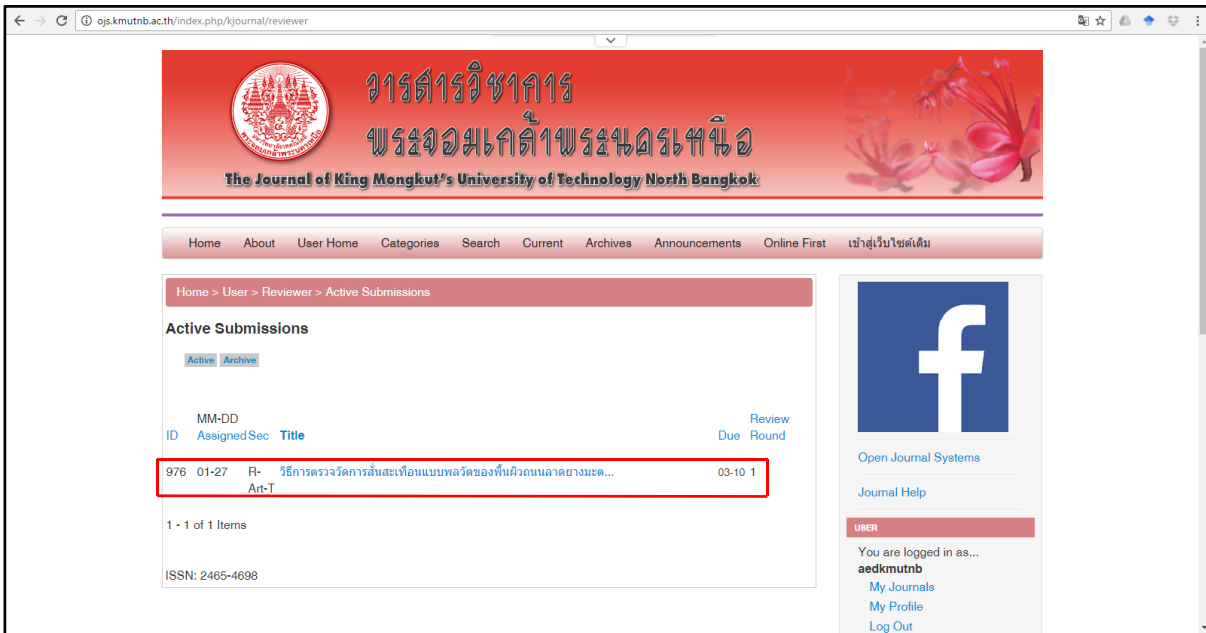 ojs.kmutnb.ac.th/index.php/kjournal/reviewer
วารสารวิชาการ
พระจอมเกล้าพระนครเหนือ
The Journal of King Mongkut's University of Technology North Bangkok
Home About User Home Categories Search Current Archives Announcements Online First เข้าสู่เว็บไซต์เดิม
Home > User > Reviewer > Active Submissions
Active Submissions
Active Archive
MM-DD Review
ID Assigned Sec Title Due Round
976 01-27 R- วิธีการตรวจวัดการสั่นสะเทือนแบบพลวัตของพื้นผิวถนนลาดยางมะต... 03-10 1
Art-T
1 - 1 of 1 Items
ISSN: 2465-4698
Open Journal Systems
Journal Help
USER
You are logged in as...
aedkmutnb
My Journals
My Profile
Log Out